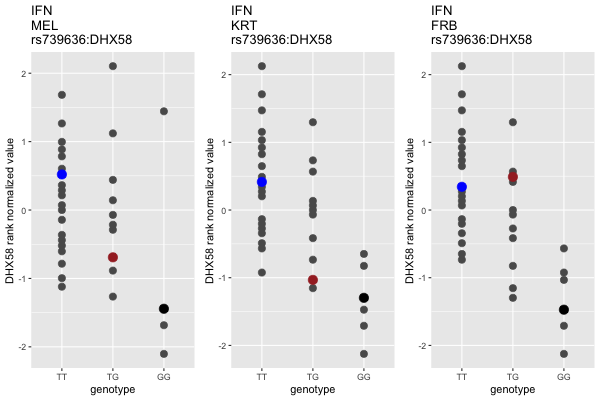 IFN
MEL
rs739636:DHX58
DHX58 rank normalized value
2
1
0
-1
-2
TT
TG
GG
genotype
IFN
KRT
rs739636:DHX58
DHX58 rank normalized value
2
1
0
-1
-2
TT
TG
GG
genotype
IFN
FRB
rs739636:DHX58
DHX58 rank normalized value
2
1
0
-1
-2
TT
TG
GG
genotype